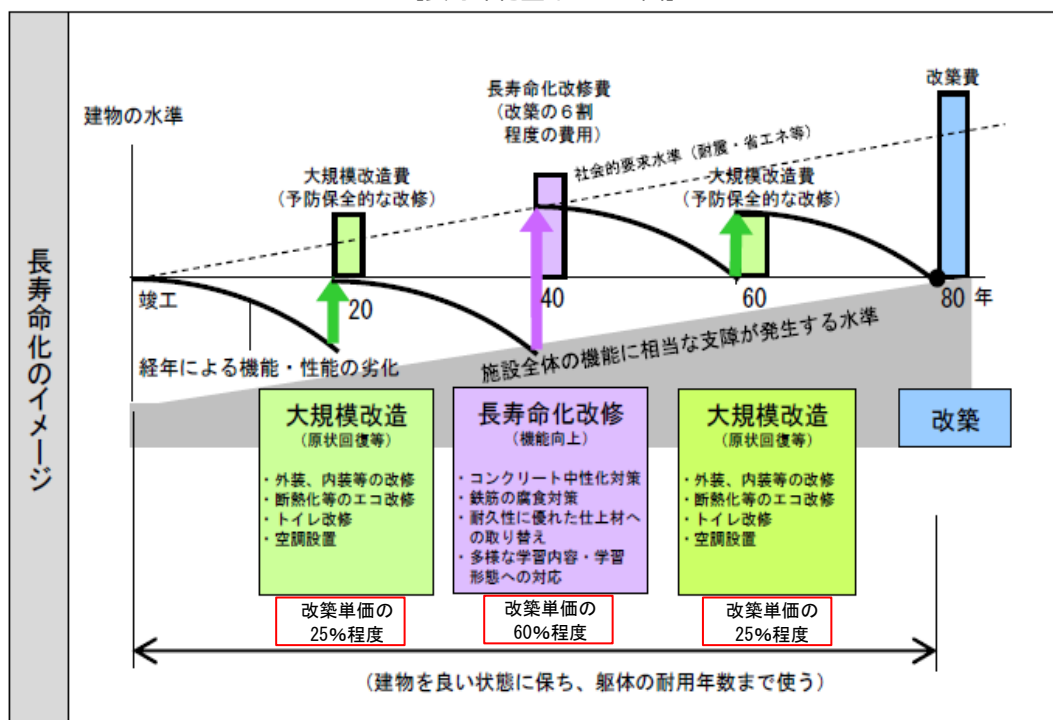 長寿命化のイメージ
建物の水準
大規模改造費
（予防保全的な改修）
長寿命化改修費
（改築の６割
程度の費用）
社会的要求水準（耐震・省エネ等）
大規模改造費
（予防保全的な改修）
改築費
竣工
20
40
60
80 年
経年による機能・性能の劣化
施設全体の機能に相当な支障が発生する水準
大規模改造
（原状回復等）
・外装、内装等の改修
・断熱化等のエコ改修
・トイレ改修
・空調設置
長寿命化改修
（機能向上）
・コンクリート中性化対策
・鉄筋の腐食対策
・耐久性に優れた仕上材へ
の取り替え
・多様な学習内容・学習
形態への対応
大規模改造
（原状回復等）
・外装、内装等の改修
・断熱化等のエコ改修
・トイレ改修
・空調設置
改築
改築単価の
25%程度
改築単価の
60%程度
改築単価の
25%程度
（建物を良い状態に保ち、躯体の耐用年数まで使う）